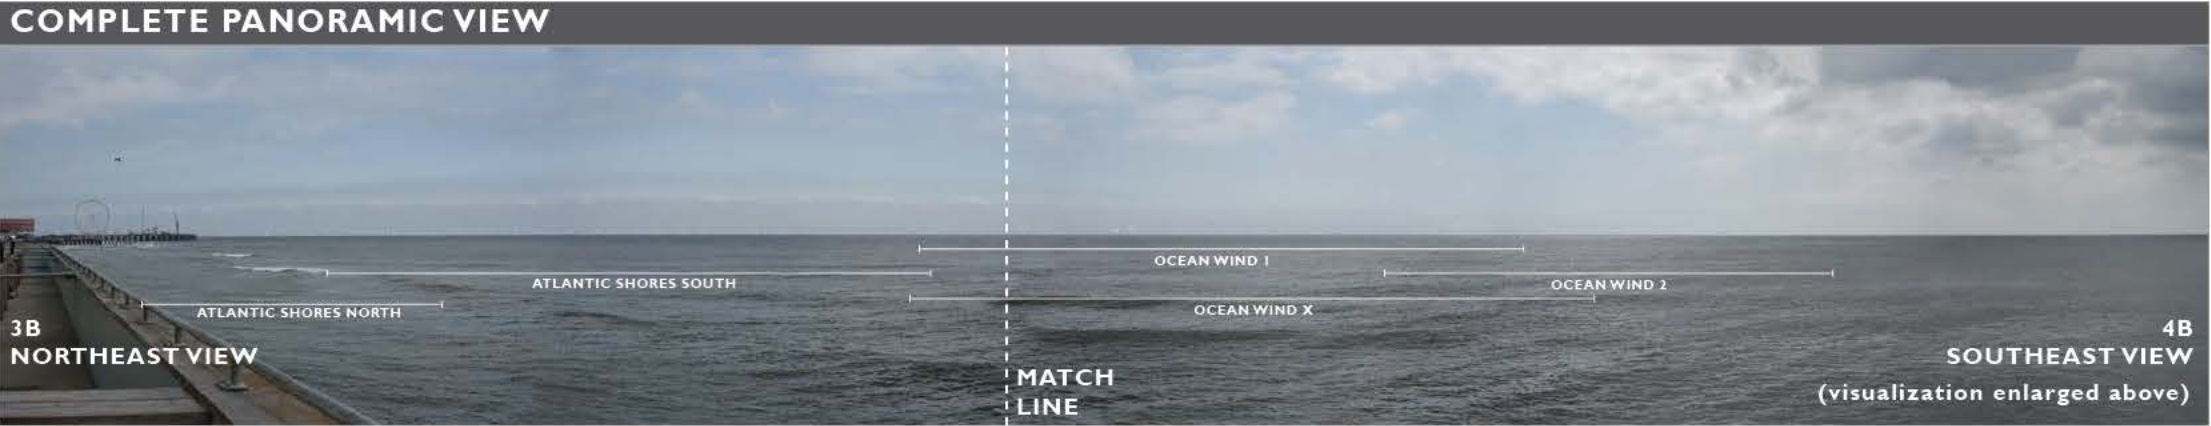 COMPLETE PANORAMIC VIEW
OCEAN WIND 1
ATLANTIC SHORES SOUTH
OCEAN WIND 2
ATLANTIC SHORES NORTH
OCEAN WIND X
3B
NORTHEAST VIEW
MATCH
LINE
4B
SOUTHEAST VIEW
(visualization enlarged above)